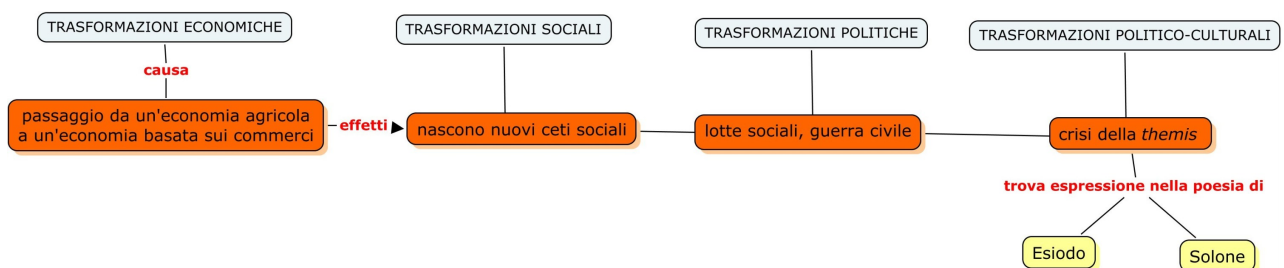 TRASFORMAZIONI ECONOMICHE
TRASFORMAZIONI SOCIALI
TRASFORMAZIONI POLITICHE
TRASFORMAZIONI POLITICO-CULTURALI
causa
passaggio da un'economia agricola
a un'economia basata sui commerci
effetti
nascono nuovi ceti sociali
lotte sociali, guerra civile
crisi della themis
trova espressione nella poesia di
Esiodo
Solone